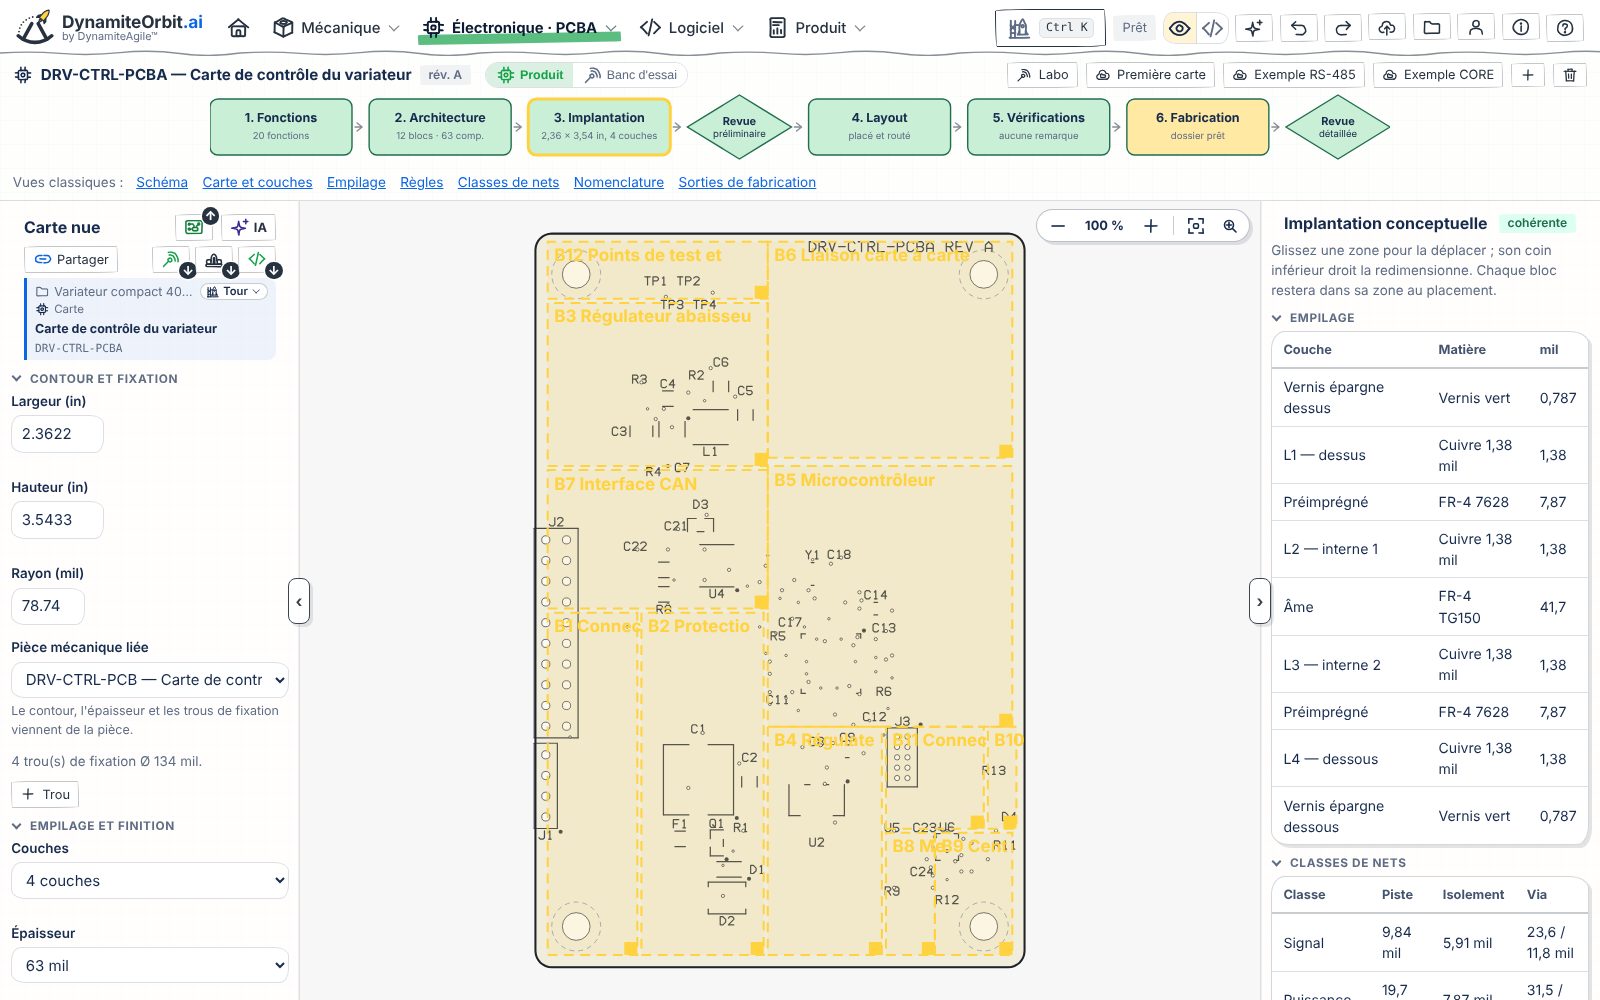 DynamiteOrbit.ai
by DynamiteAgile™
Mécanique
Électronique · PCBA
Logiciel
Produit
Ctrl K
Prêt
DRV-CTRL-PCBA — Carte de contrôle du variateur
rév. A
Produit
Banc d'essai
Labo
Première carte
Exemple RS-485
Exemple CORE
1. Fonctions
20 fonctions
2. Architecture
12 blocs · 63 comp.
3. Implantation
2,36 × 3,54 in, 4 couches
Revue
préliminaire
4. Layout
placé et routé
5. Vérifications
aucune remarque
6. Fabrication
dossier prêt
Revue
détaillée
Vues classiques :
Schéma
Carte et couches
Empilage
Règles
Classes de nets
Nomenclature
Sorties de fabrication
Carte nue
IA
Partager
Variateur compact 40...
Tour
Carte
Carte de contrôle du variateur
DRV-CTRL-PCBA
CONTOUR ET FIXATION
Largeur (in)
2.3622
Hauteur (in)
3.5433
Rayon (mil)
78.74
Pièce mécanique liée
DRV-CTRL-PCB — Carte de contr
Le contour, l'épaisseur et les trous de fixation
viennent de la pièce.
4 trou(s) de fixation Ø 134 mil.
Trou
EMPILAGE ET FINITION
Couches
4 couches
Épaisseur
63 mil
100 %
DRV-CTRL-PCBA REV. A
B12 Points de test et
B6 Liaison carte à carte
TP1 TP2
TP3 TP4
B3 Régulateur abaisseu
C6
R3
C4
R2
C5
C3
L1
R4
C7
B7 Interface CAN
B5 Microcontrôleur
D3
J2
C21
C22
Y1
C18
U4
C14
R8
C17
C13
B1 Connec
B2 Protectio
R5
R6
C11
C12
J3
C1
B4 Régulate
C9
B11 Connec
B10
C2
R13
F1
Q1
R1
D4
J1
U5
C23
U6
U2
B8 Me
B9 Cent
R11
D1
C24
R9
R12
D2
Implantation conceptuelle
cohérente
Glissez une zone pour la déplacer ; son coin
inférieur droit la redimensionne. Chaque bloc
restera dans sa zone au placement.
EMPILAGE
Couche
Matière
mil
Vernis épargne
dessus
Vernis vert
0,787
L1 — dessus
Cuivre 1,38
mil
1,38
Préimprégné
FR-4 7628
7,87
L2 — interne 1
Cuivre 1,38
mil
1,38
Âme
FR-4
TG150
41,7
L3 — interne 2
Cuivre 1,38
mil
1,38
Préimprégné
FR-4 7628
7,87
L4 — dessous
Cuivre 1,38
mil
1,38
Vernis épargne
dessous
Vernis vert
0,787
CLASSES DE NETS
Classe
Piste
Isolement
Via
Signal
9,84
mil
5,91 mil
23,6 /
11,8 mil
Puissance
19,7
7,87 mil
31,5 /